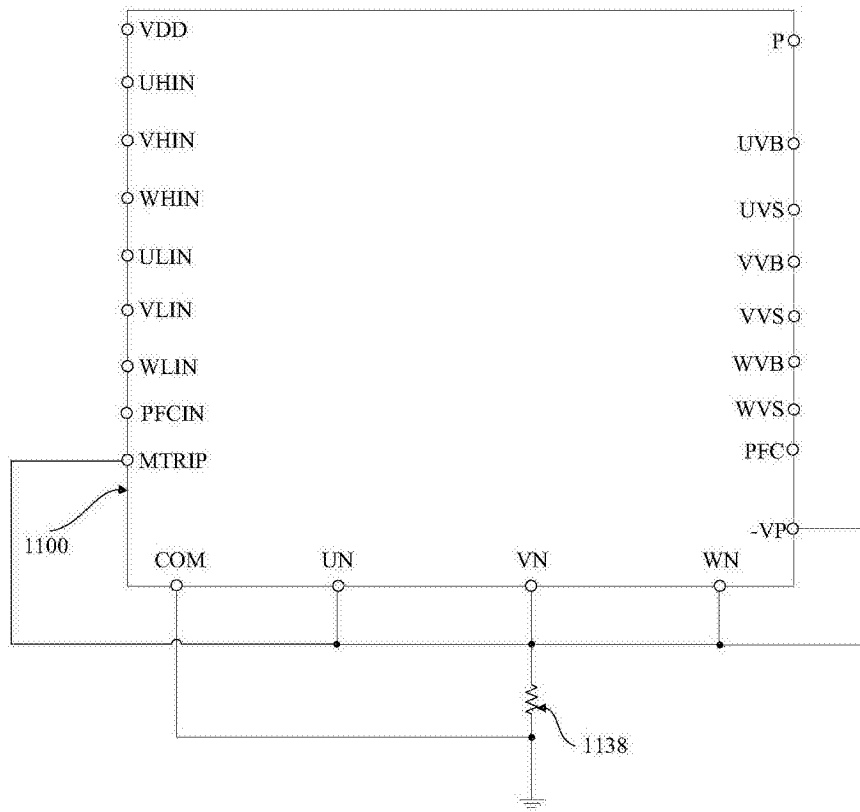 VDD
P
UHIN
VHIN
UVB
WHIN
UVS
ULIN
VVB
VLIN
VVS
WLIN
WVB
PFCIN
WVS
MTRIP
PFC
1100
-VP
COM
UN
VN
WN
1138